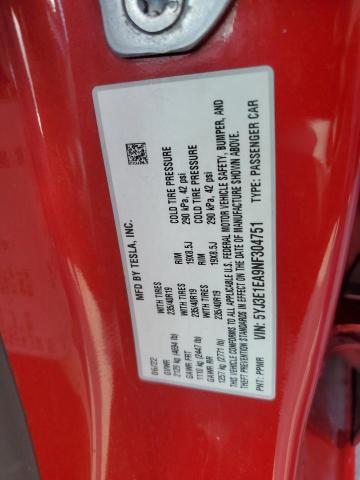 MFD BY TESLA, INC.
06/22
GVWR WITH TIRES RIM COLD TIRE PRESSURE
2129 kg (4694 lb) 235/40R19 19X8.5J 290 kPa, 42 psi
GAWR FR WITH TIRES RIM COLD TIRE PRESSURE
1110 kg (2447 lb) 235/40R19 19X8.5J 290 kPa, 42 psi
GAWR RR
1257 kg (2771 lb)
THIS VEHICLE CONFORMS TO ALL APPLICABLE U.S. FEDERAL MOTOR VEHICLE SAFETY, BUMPER, AND
THEFT PREVENTION STANDARDS IN EFFECT ON THE DATE OF MANUFACTURE SHOWN ABOVE.
VIN: 5YJ3E1EA9NF304751 TYPE: PASSENGER CAR
PNT: PPMR